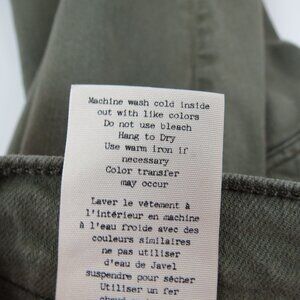 Machine wash cold inside
out with like colors
Do not use bleach
Hang to Dry
Use warm iron if
necessary
Color transfer
may occur
Laver le vêtement à
l'intérieur en machine
à l'eau froide avec des
couleurs similaires
ne pas utiliser
d'eau de Javel
suspendre pour sécher
Utiliser un fer